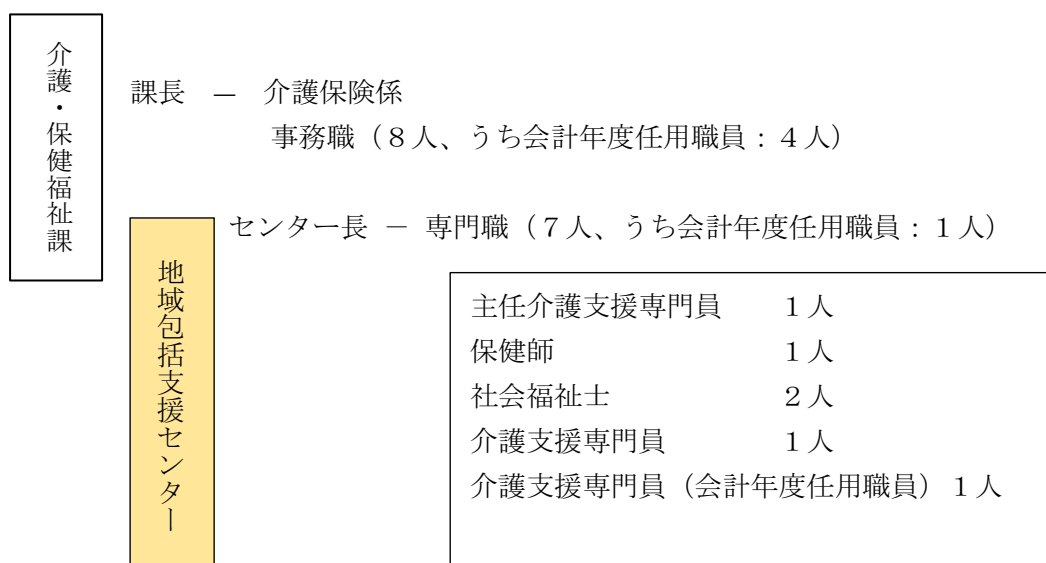 介護・保健福祉課
課長 ― 介護保険係
事務職（８人、うち会計年度任用職員：４人）
地域包括支援センター
センター長 － 専門職（７人、うち会計年度任用職員：１人）
主任介護支援専門員 １人
保健師 １人
社会福祉士 ２人
介護支援専門員 １人
介護支援専門員（会計年度任用職員）１人